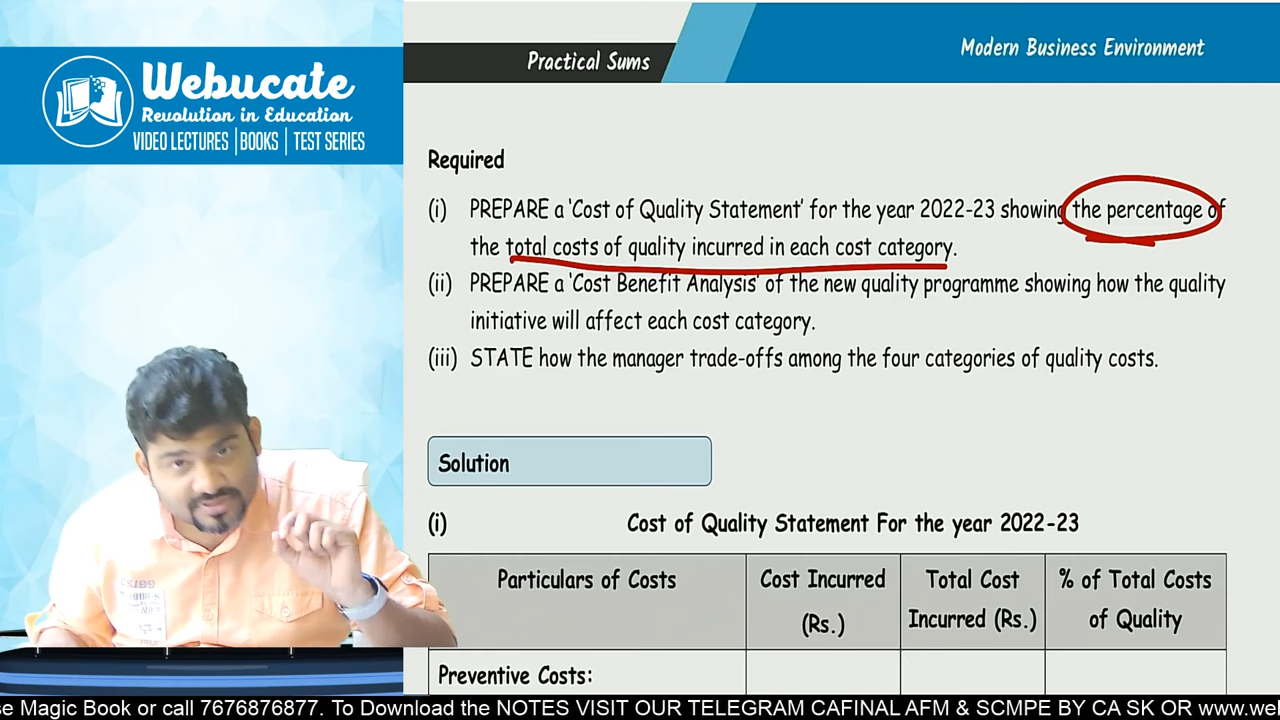 Webucate
Revolution in Education
VIDEO LECTURES | BOOKS | TEST SERIES
Practical Sums
Modern Business Environment
Required
(i) PREPARE a 'Cost of Quality Statement' for the year 2022-23 showing the percentage of
the total costs of quality incurred in each cost category.
(ii) PREPARE a 'Cost Benefit Analysis' of the new quality programme showing how the quality
initiative will affect each cost category.
(iii) STATE how the manager trade-offs among the four categories of quality costs.
Solution
(i) Cost of Quality Statement For the year 2022-23
Particulars of Costs
Cost Incurred
(Rs.)
Total Cost
Incurred (Rs.)
% of Total Costs
of Quality
Preventive Costs:
se Magic Book or call 7676876877. To Download the NOTES VISIT OUR TELEGRAM CAFINAL AFM & SCMPE BY CA SK OR www.we